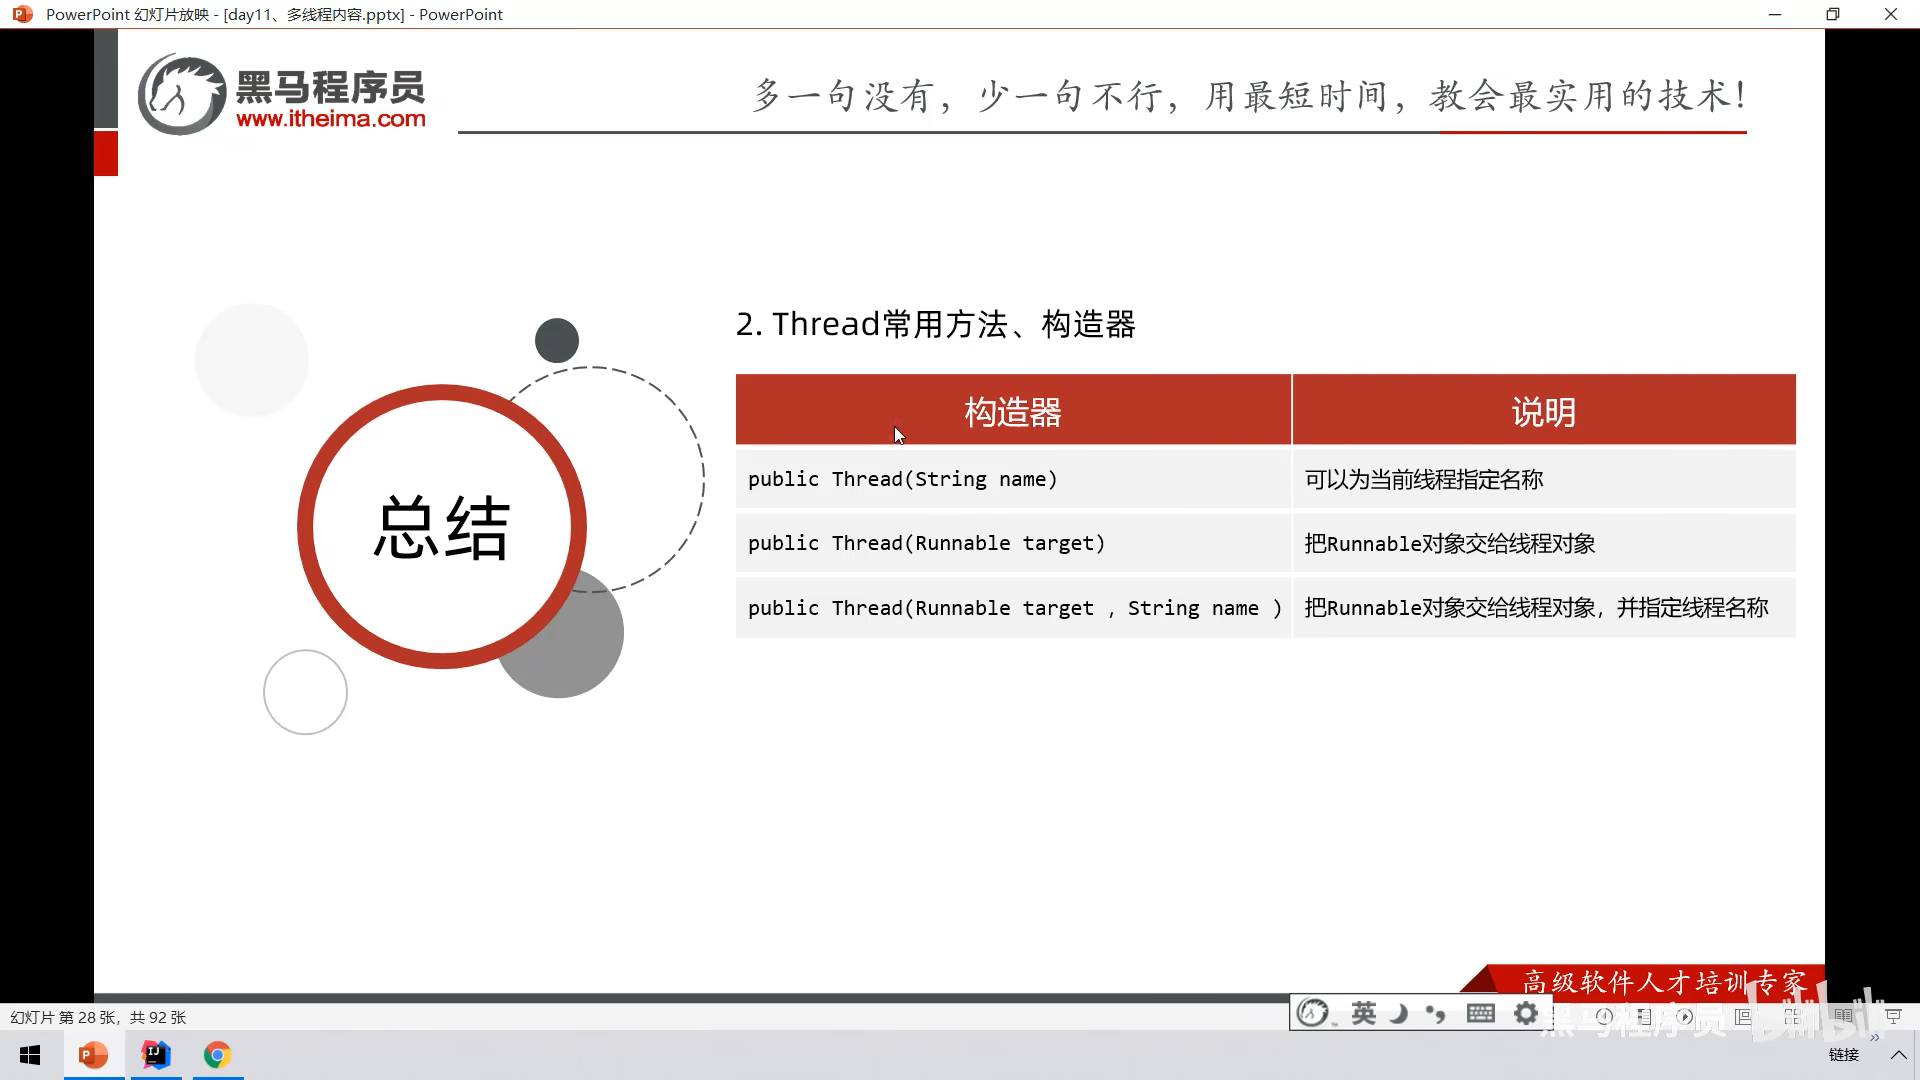 PowerPoint 幻灯片放映 - [day11、多线程内容.pptx] - PowerPoint
黑马程序员
www.itheima.com
多一句没有，少一句不行，用最短时间，教会最实用的技术！
2. Thread常用方法、构造器
总结
构造器 说明
public Thread(String name) 可以为当前线程指定名称
public Thread(Runnable target) 把Runnable对象交给线程对象
public Thread(Runnable target , String name ) 把Runnable对象交给线程对象，并指定线程名称
高级软件人才培训专家
幻灯片 第 28 张，共 92 张
英
黑马程序员
bilibili
链接